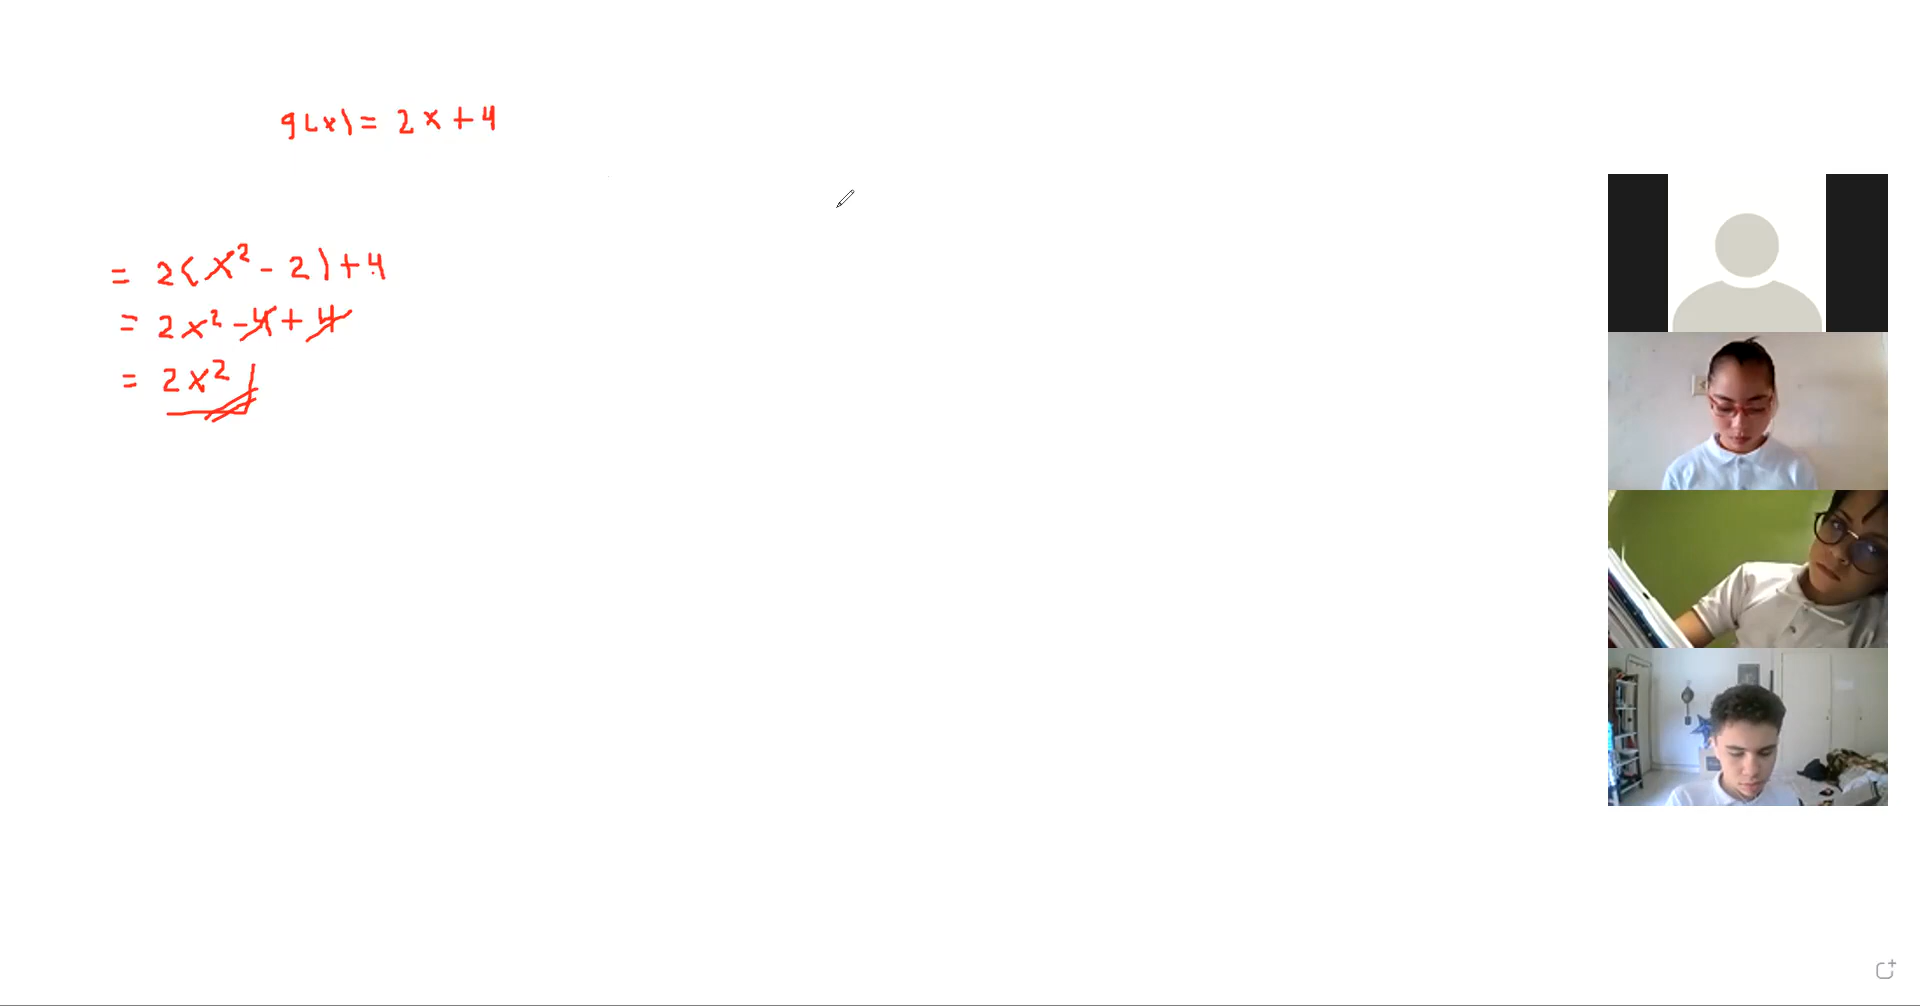 g(x) = 2x + 4
= 2(x² - 2) + 4
= 2x² - 4 + 4
= 2x²